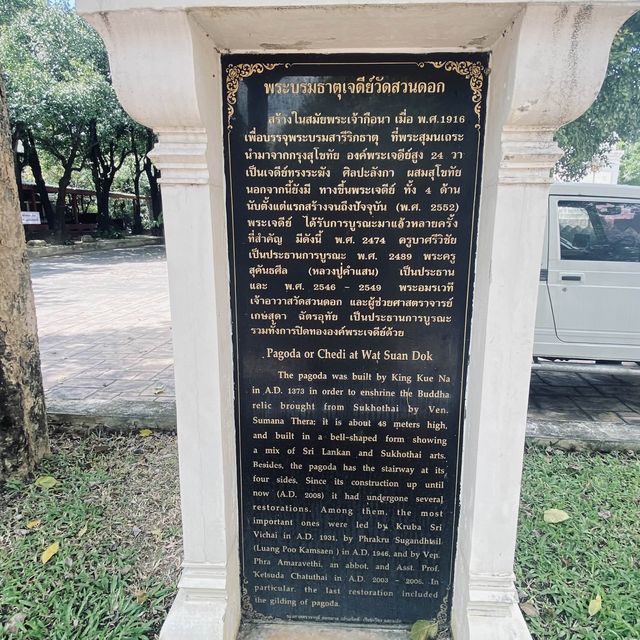 พระบรมธาตุเจดีย์วัดสวนดอก
สร้างในสมัยพระเจ้ากือนา เมื่อ พ.ศ.1916
เพื่อบรรจุพระบรมสารีริกธาตุ ที่พระสุมนเถระ
นำมาจากกรุงสุโขทัย องค์พระเจดีย์สูง 24 วา
เป็นเจดีย์ทรงระฆัง ศิลปะลังกา ผสมสุโขทัย
นอกจากนี้ยังมี ทางขึ้นพระเจดีย์ ทั้ง 4 ด้าน
นับตั้งแต่แรกสร้างจนถึงปัจจุบัน (พ.ศ. 2552)
พระเจดีย์ ได้รับการบูรณะมาแล้วหลายครั้ง
ที่สำคัญ มีดังนี้ พ.ศ. 2474 ครูบาศรีวิชัย
เป็นประธานการบูรณะ พ.ศ. 2489 พระครู
สุคันธศีล (หลวงปู่คำแสน) เป็นประธาน
และ พ.ศ. 2546 - 2549 พระอมรเวที
เจ้าอาวาสวัดสวนดอก และผู้ช่วยศาสตราจารย์
เกษสุดา ฉัตรอุทัย เป็นประธานการบูรณะ
รวมทั้งการปิดทององค์พระเจดีย์ด้วย
Pagoda or Chedi at Wat Suan Dok
The pagoda was built by King Kue Na
in A.D. 1373 in order to enshrine the Buddha
relic brought from Sukhothai by Ven.
Sumana Thera; it is about 48 meters high,
and built in a bell-shaped form showing
a mix of Sri Lankan and Sukhothai arts.
Besides, the pagoda has the stairway at its
four sides. Since its construction up until
now (A.D. 2008) it had undergone several
restorations. Among them, the most
important ones were led by Kruba Sri
Vichai in A.D. 1931, by Phrakru Sugandhasil
(Luang Poo Kamsaen ) in A.D. 1946, and by Ven.
Phra Amaravethi, an abbot, and Asst. Prof.
Ketsuda Chatuthai in A.D. 2003 - 2006. In
particular, the last restoration included
the gilding of pagoda.